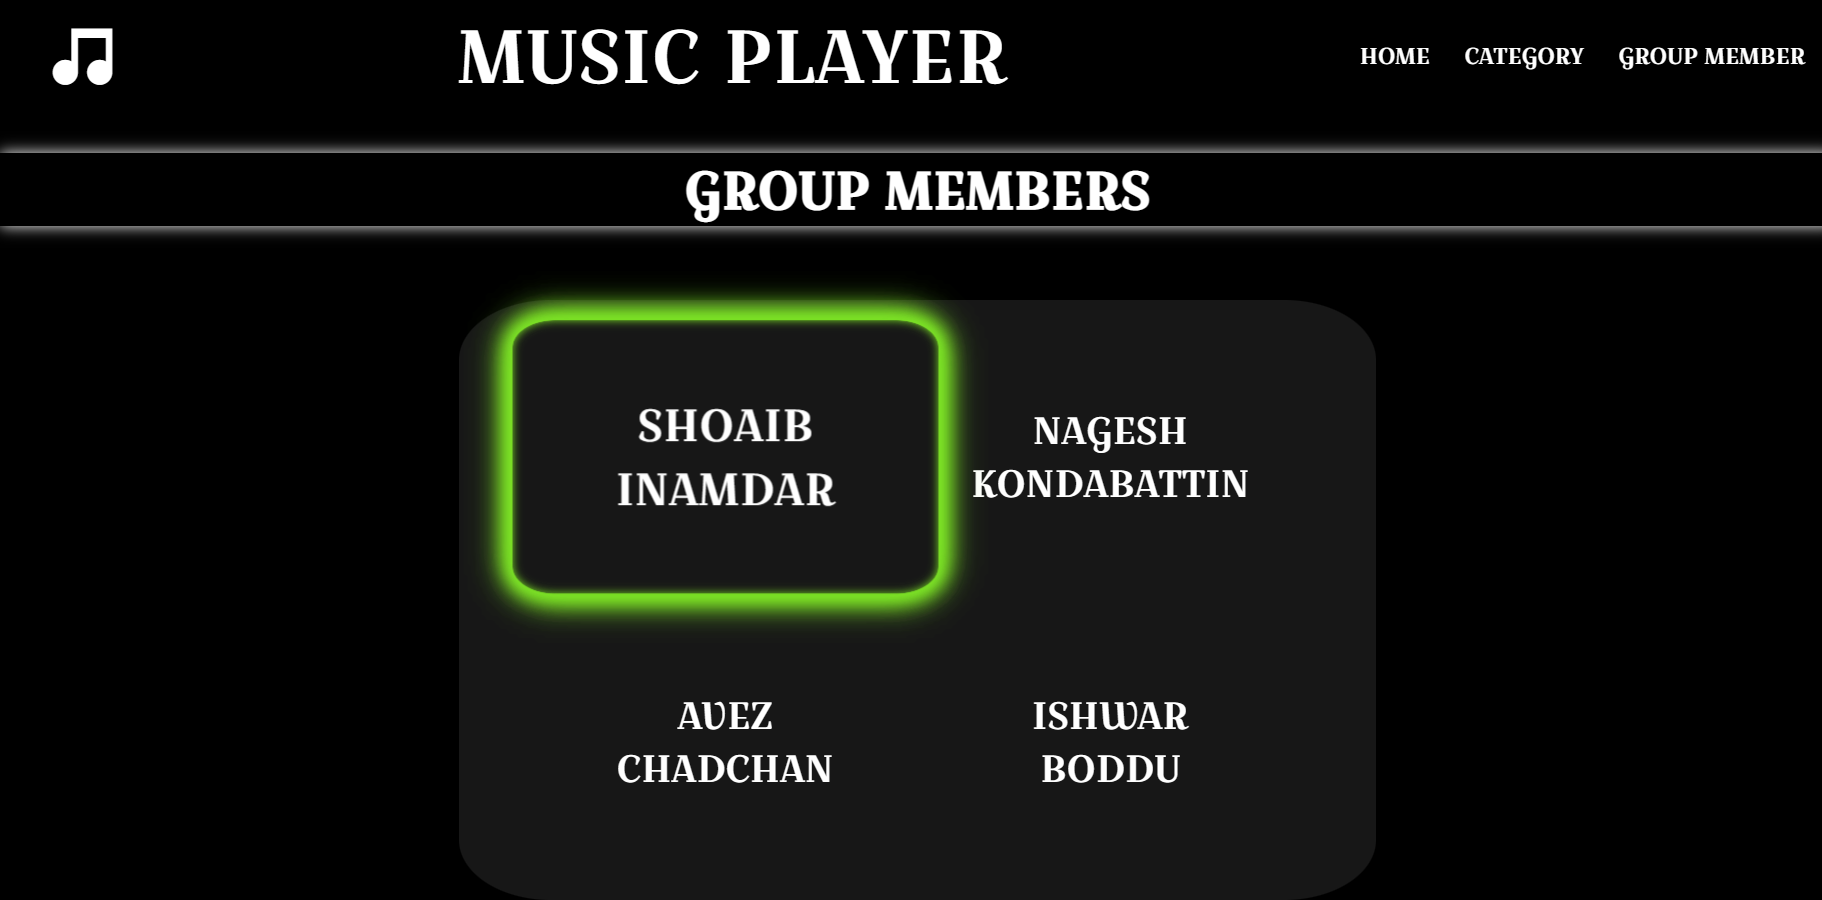 MUSIC PLAYER
HOME CATEGORY GROUP MEMBER
GROUP MEMBERS
SHOAIB
INAMDAR
NAGESH
KONDABATTIN
AVEZ
CHADCHAN
ISHWAR
BODDU